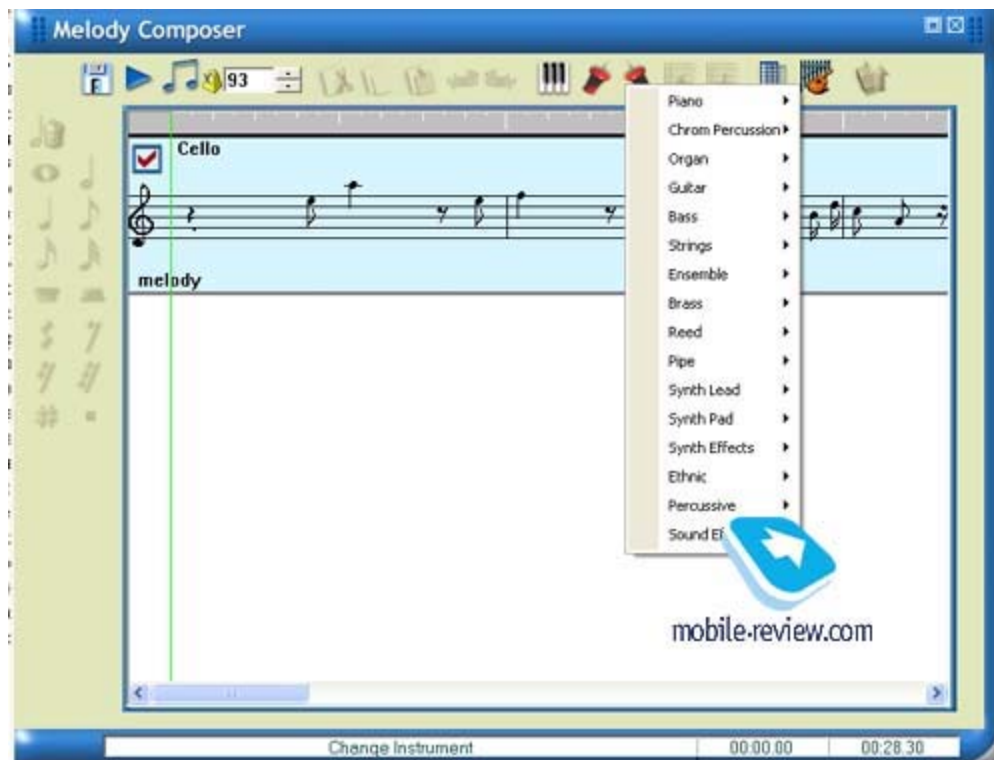 Melody Composer
93
Cello
melody
Piano
Chrom Percussion
Organ
Guitar
Bass
Strings
Ensemble
Brass
Reed
Pipe
Synth Lead
Synth Pad
Synth Effects
Ethnic
Percussive
Sound
mobile-review.com
Change Instrument
00:00.00
00:28.30